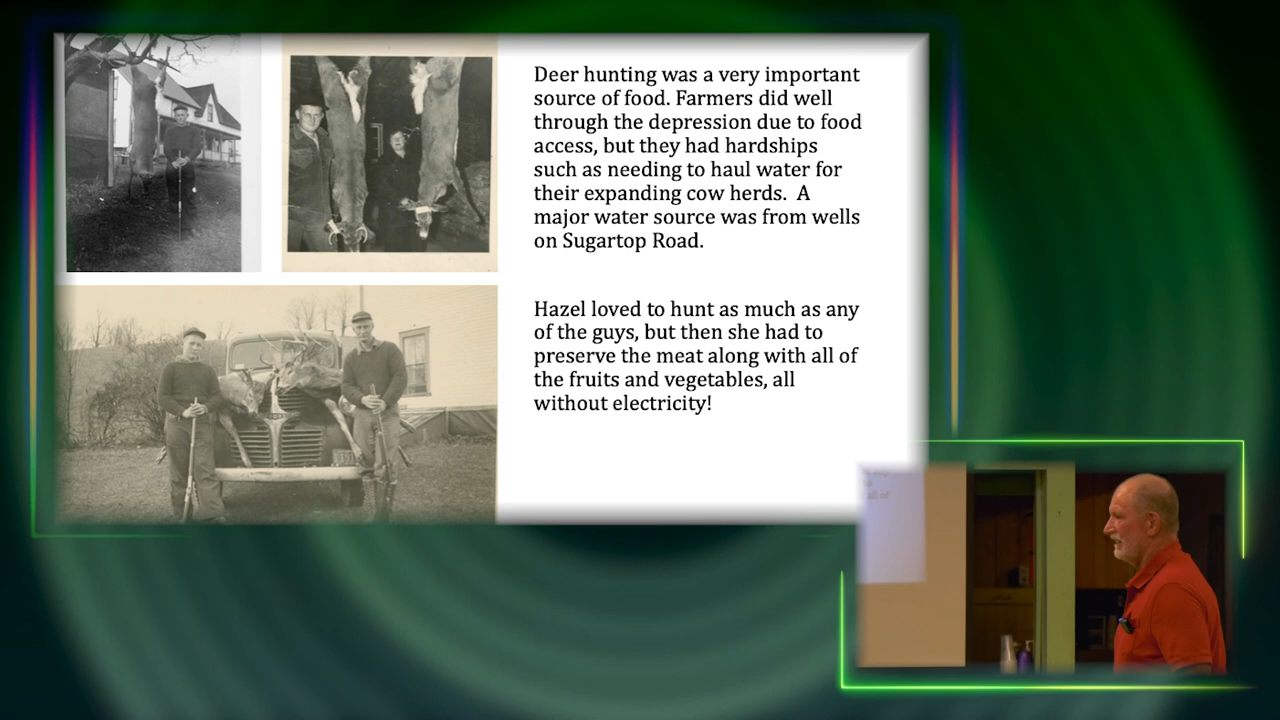 Deer hunting was a very important
source of food. Farmers did well
through the depression due to food
access, but they had hardships
such as needing to haul water for
their expanding cow herds.  A
major water source was from wells
on Sugartop Road.
Hazel loved to hunt as much as any
of the guys, but then she had to
preserve the meat along with all of
the fruits and vegetables, all
without electricity!
all of